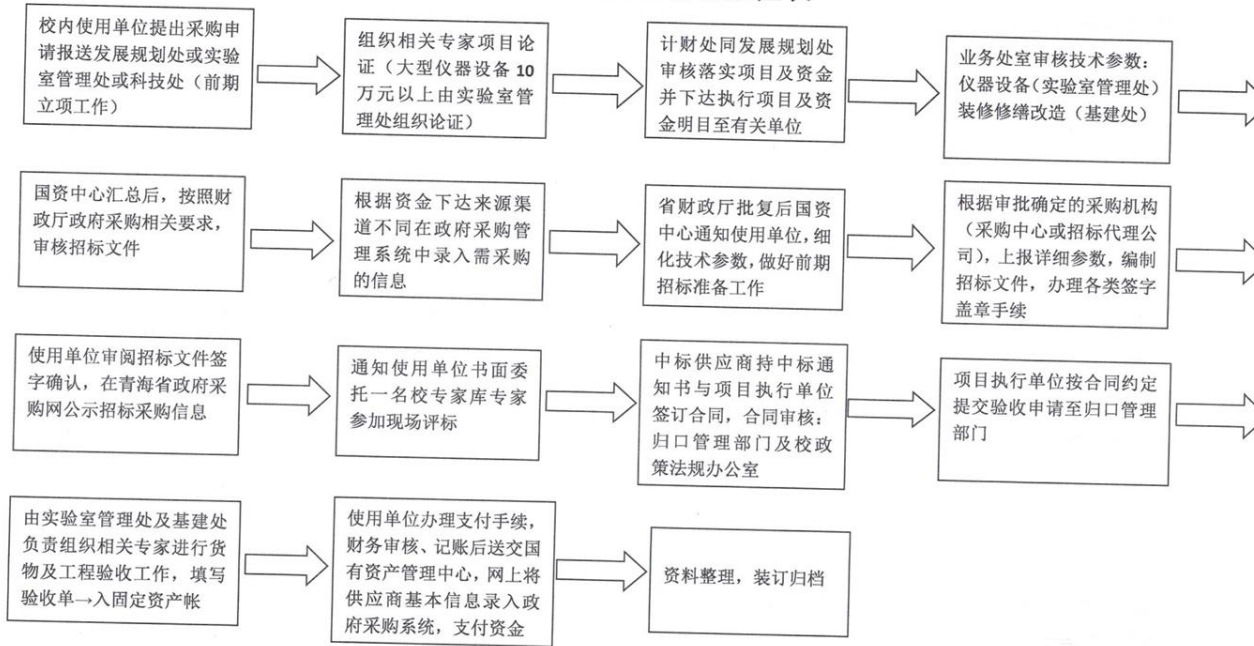 校内使用单位提出采购申
请报送发展规划处或实验
室管理处或科技处（前期
立项工作）
组织相关专家项目论
证（大型仪器设备 10
万元以上由实验室管
理处组织论证）
计财处同发展规划处
审核落实项目及资金
并下达执行项目及资
金明目至有关单位
业务处室审核技术参数：
仪器设备（实验室管理处）
装修修缮改造（基建处）
国资中心汇总后，按照财
政厅政府采购相关要求，
审核招标文件
根据资金下达来源渠
道不同在政府采购管
理系统中录入需采购
的信息
省财政厅批复后国资
中心通知使用单位，细
化技术参数，做好前期
招标准备工作
根据审批确定的采购机构
（采购中心或招标代理公
司），上报详细参数，编制
招标文件，办理各类签字
盖章手续
使用单位审阅招标文件签
字确认，在青海省政府采
购网公示招标采购信息
通知使用单位书面委
托一名校专家库专家
参加现场评标
中标供应商持中标通
知书与项目执行单位
签订合同，合同审核：
归口管理部门及校政
策法规办公室
项目执行单位按合同约定
提交验收申请至归口管理
部门
由实验室管理处及基建处
负责组织相关专家进行货
物及工程验收工作，填写
验收单→入固定资产帐
使用单位办理支付手续，
财务审核、记账后送交国
有资产管理中心，网上将
供应商基本信息录入政
府采购系统，支付资金
资料整理，装订归档